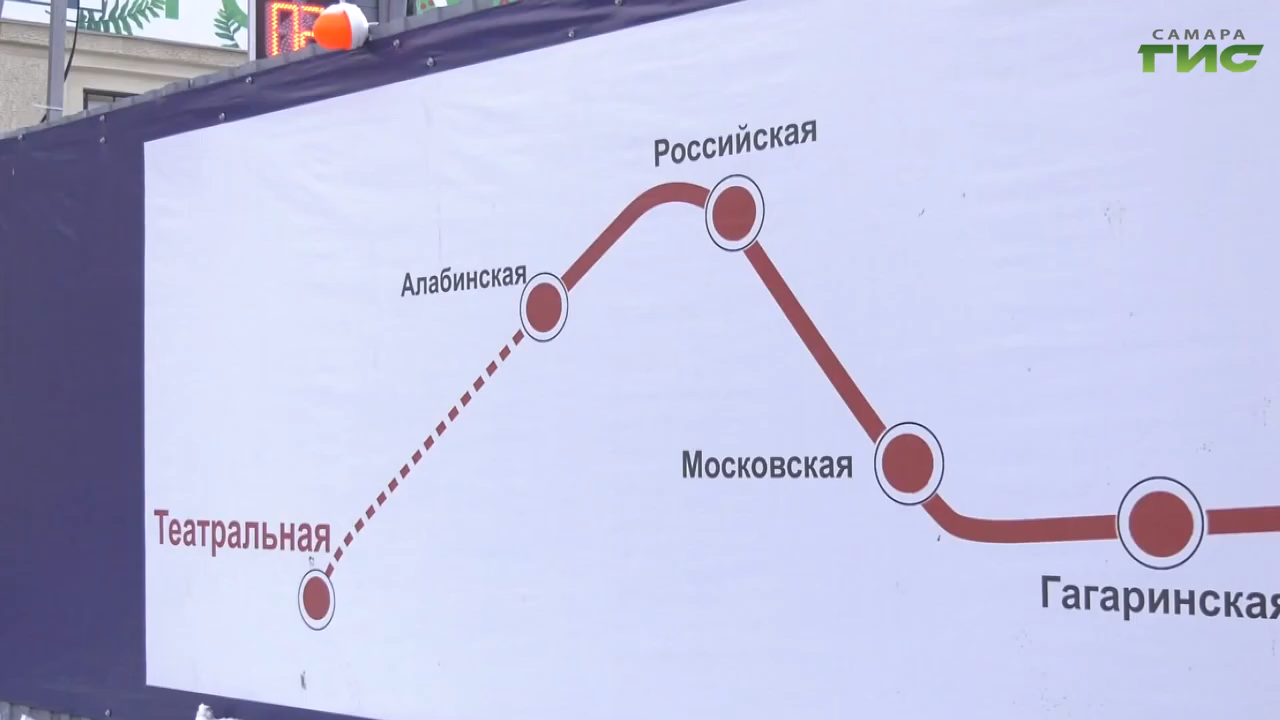 САМАРА
ГИС
Российская
Алабинская
Московская
Театральная
Гагаринская